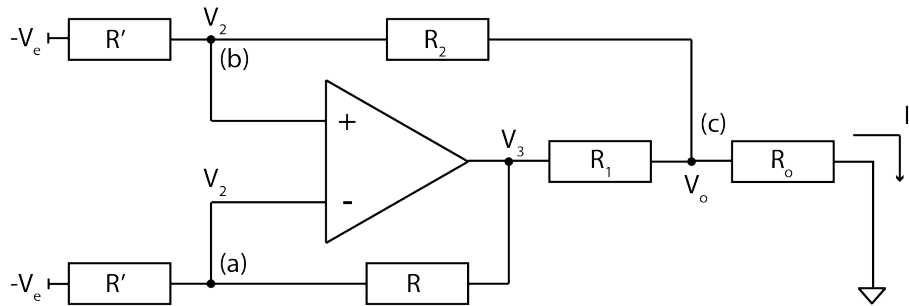 V₂
-Vₑ
R'
R₂
(b)
+
V₃
(c)
I
R₁
Rₒ
V₂
-
Vₒ
(a)
-Vₑ
R'
R